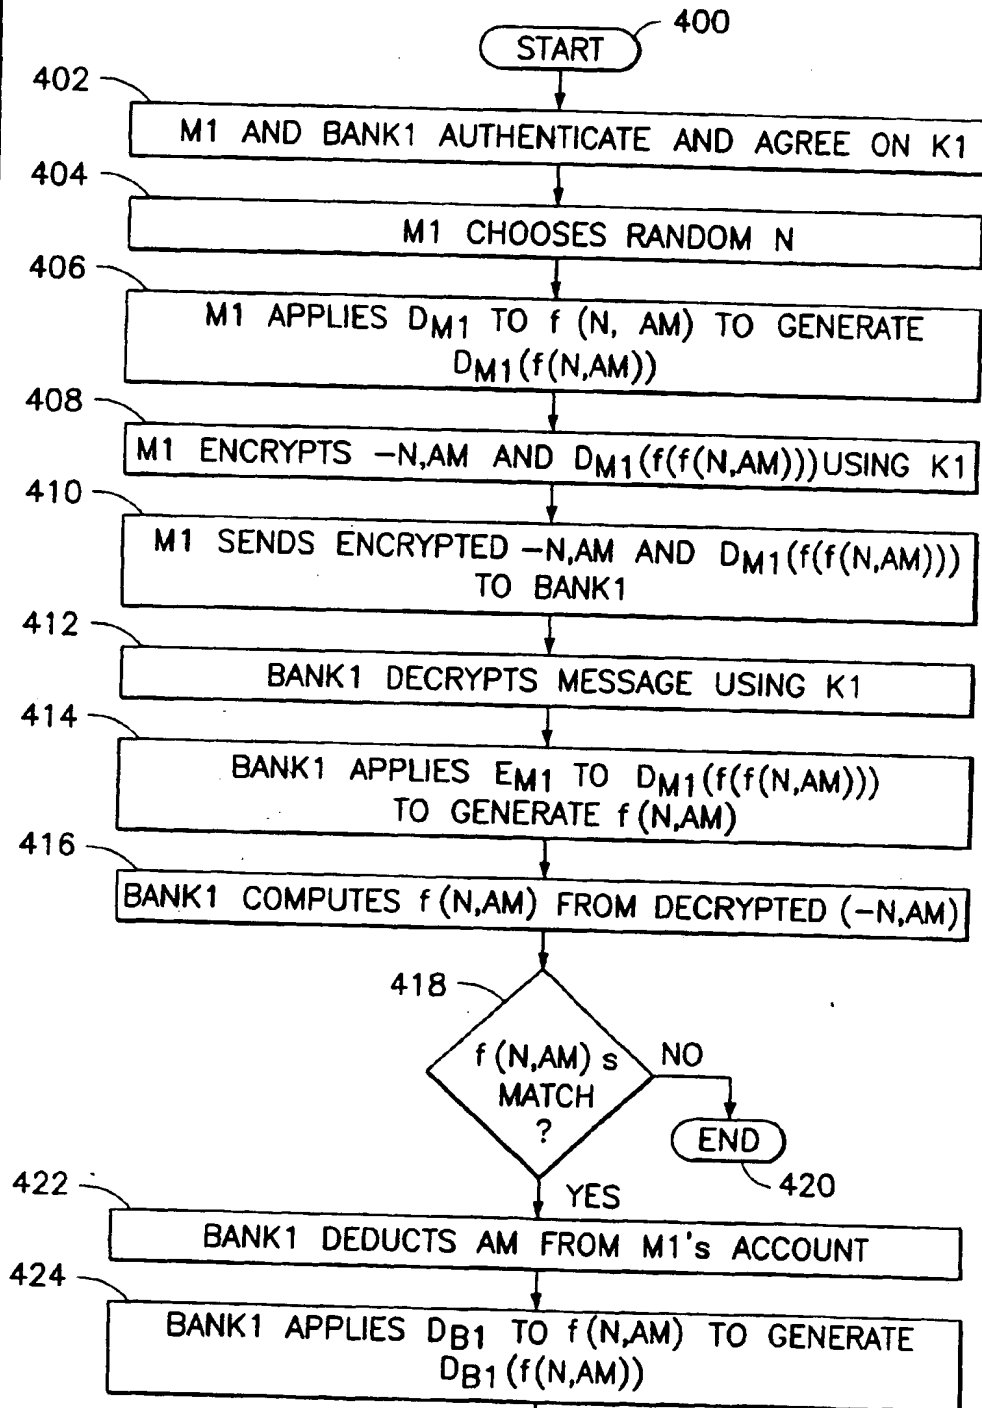 400
START
402
M1 AND BANK1 AUTHENTICATE AND AGREE ON K1
404
M1 CHOOSES RANDOM N
406
M1 APPLIES DM1 TO f (N, AM) TO GENERATE
DM1(f(N,AM))
408
M1 ENCRYPTS –N,AM AND DM1(f(f(N,AM)))USING K1
410
M1 SENDS ENCRYPTED –N,AM AND DM1(f(f(N,AM)))
TO BANK1
412
BANK1 DECRYPTS MESSAGE USING K1
414
BANK1 APPLIES EM1 TO DM1(f(f(N,AM)))
TO GENERATE f(N,AM)
416
BANK1 COMPUTES f(N,AM) FROM DECRYPTED (–N,AM)
418
f(N,AM) s
MATCH
?
NO
END
420
YES
422
BANK1 DEDUCTS AM FROM M1's ACCOUNT
424
BANK1 APPLIES DB1 TO f(N,AM) TO GENERATE
DB1(f(N,AM))